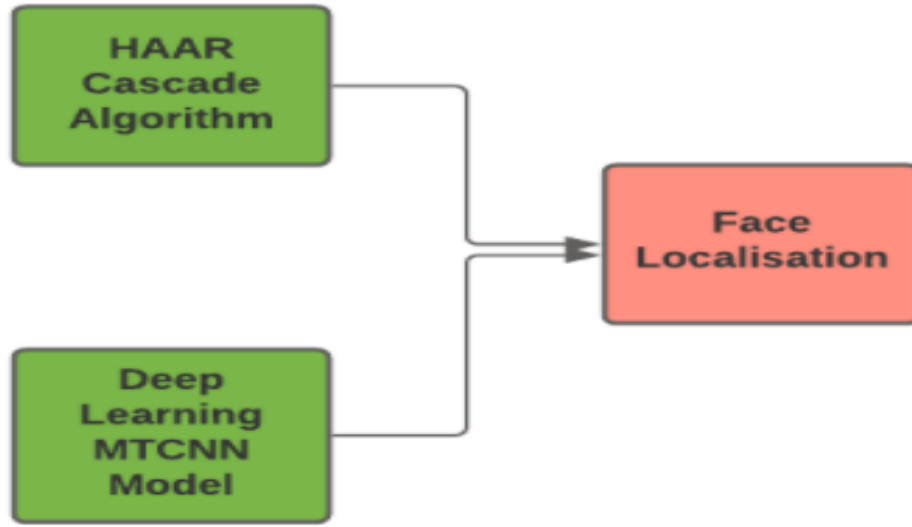 HAAR
Cascade
Algorithm
Face
Localisation
Deep
Learning
MTCNN
Model